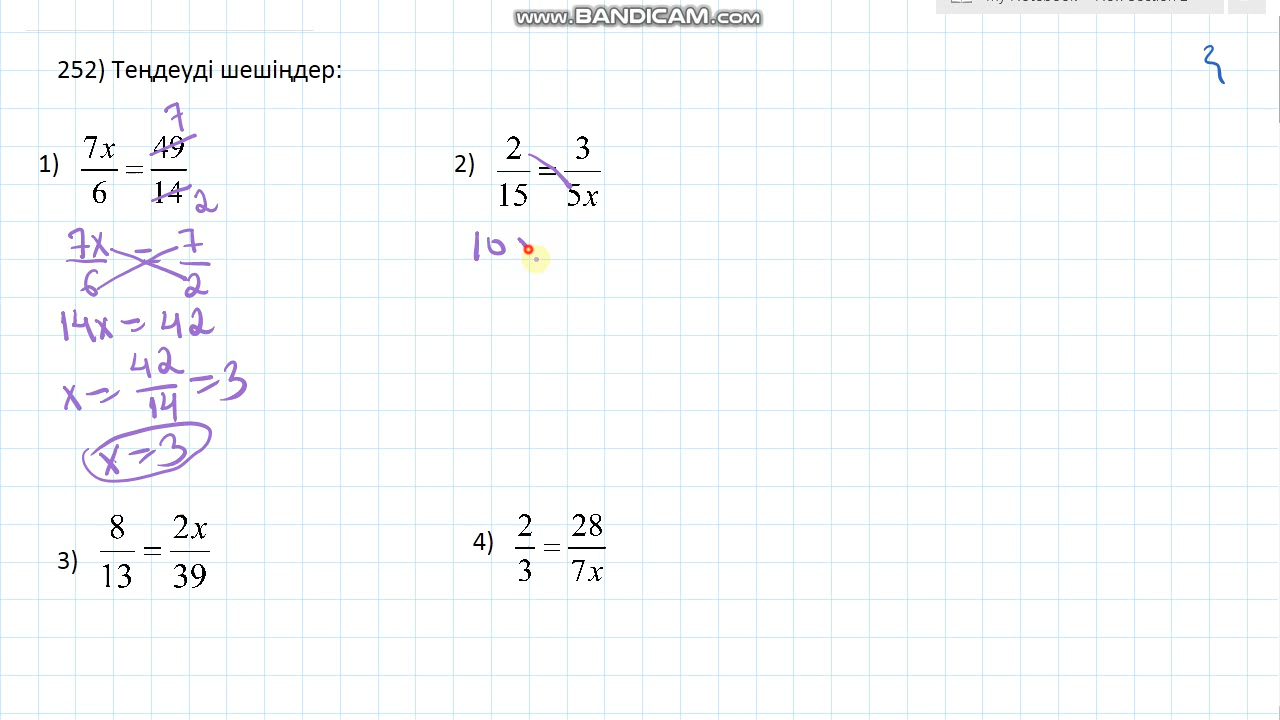 www.BANDICAM.com
252) Теңдеуді шешіңдер:
1) 7x/6 = 49/14
7
2
7x/6 = 7/2
14x = 42
x = 42/14 = 3
x = 3
2) 2/15 = 3/5x
10x
3) 8/13 = 2x/39
4) 2/3 = 28/7x